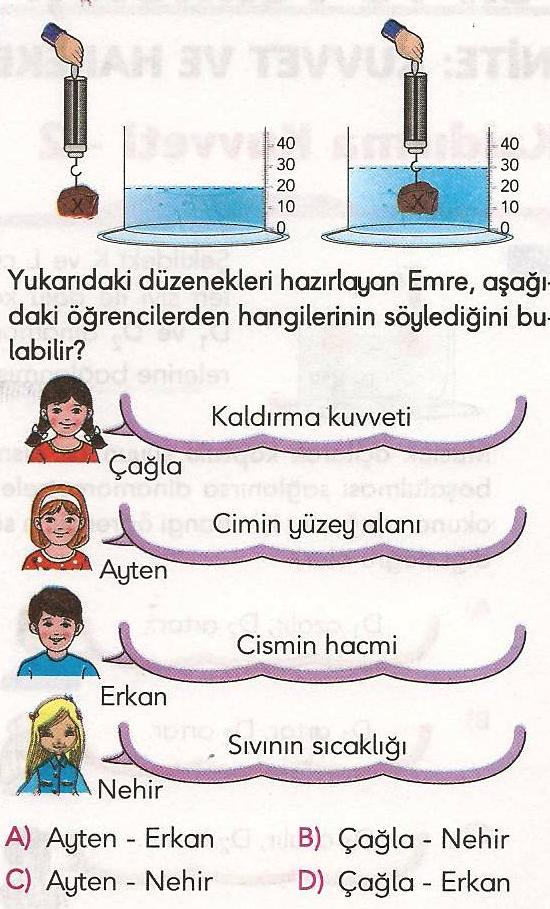 40
30
20
10
0
X
40
30
20
10
0
X
Yukarıdaki düzenekleri hazırlayan Emre, aşağı-
daki öğrencilerden hangilerinin söylediğini bu-
labilir?
Kaldırma kuvveti
Çağla
Cimin yüzey alanı
Ayten
Cismin hacmi
Erkan
Sıvının sıcaklığı
Nehir
A) Ayten - Erkan B) Çağla - Nehir
C) Ayten - Nehir D) Çağla - Erkan